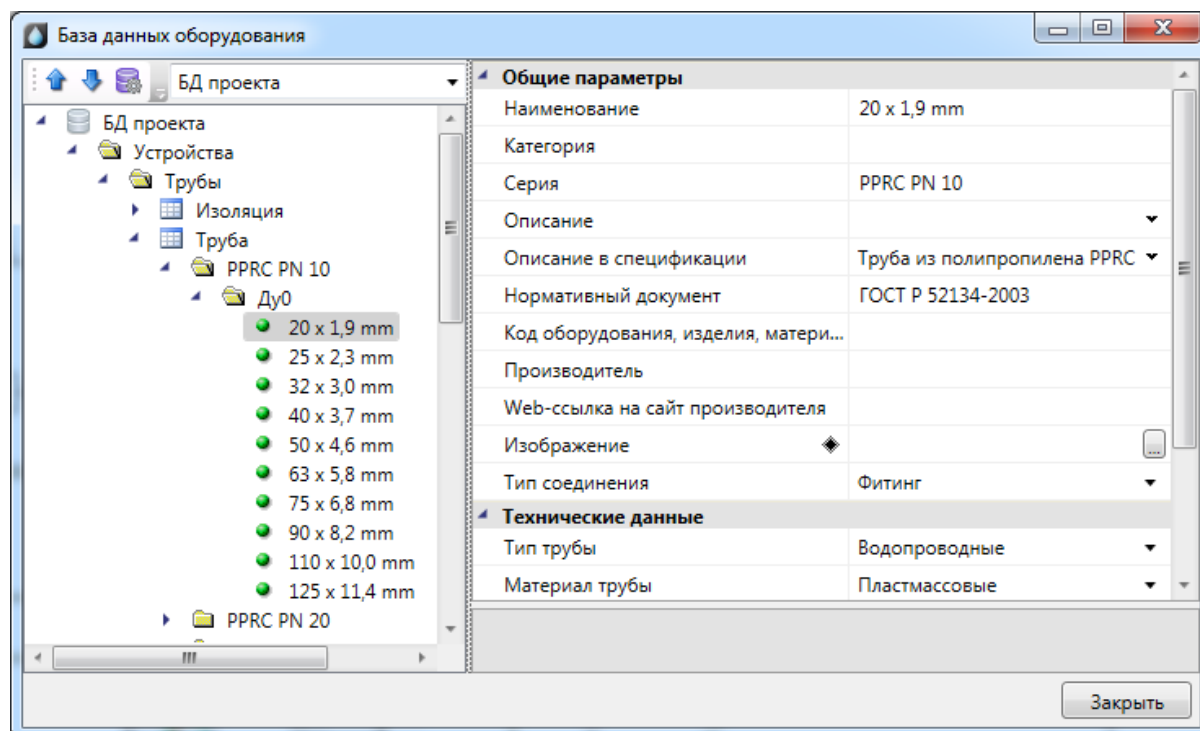 База данных оборудования
БД проекта
БД проекта
Устройства
Трубы
Изоляция
Труба
PPRC PN 10
Ду0
20 x 1,9 mm
25 x 2,3 mm
32 x 3,0 mm
40 x 3,7 mm
50 x 4,6 mm
63 x 5,8 mm
75 x 6,8 mm
90 x 8,2 mm
110 x 10,0 mm
125 x 11,4 mm
PPRC PN 20
Общие параметры
Наименование 20 x 1,9 mm
Категория
Серия PPRC PN 10
Описание
Описание в спецификации Труба из полипропилена PPRC
Нормативный документ ГОСТ Р 52134-2003
Код оборудования, изделия, матери...
Производитель
Web-ссылка на сайт производителя
Изображение ...
Тип соединения Фитинг
Технические данные
Тип трубы Водопроводные
Материал трубы Пластмассовые
Закрыть